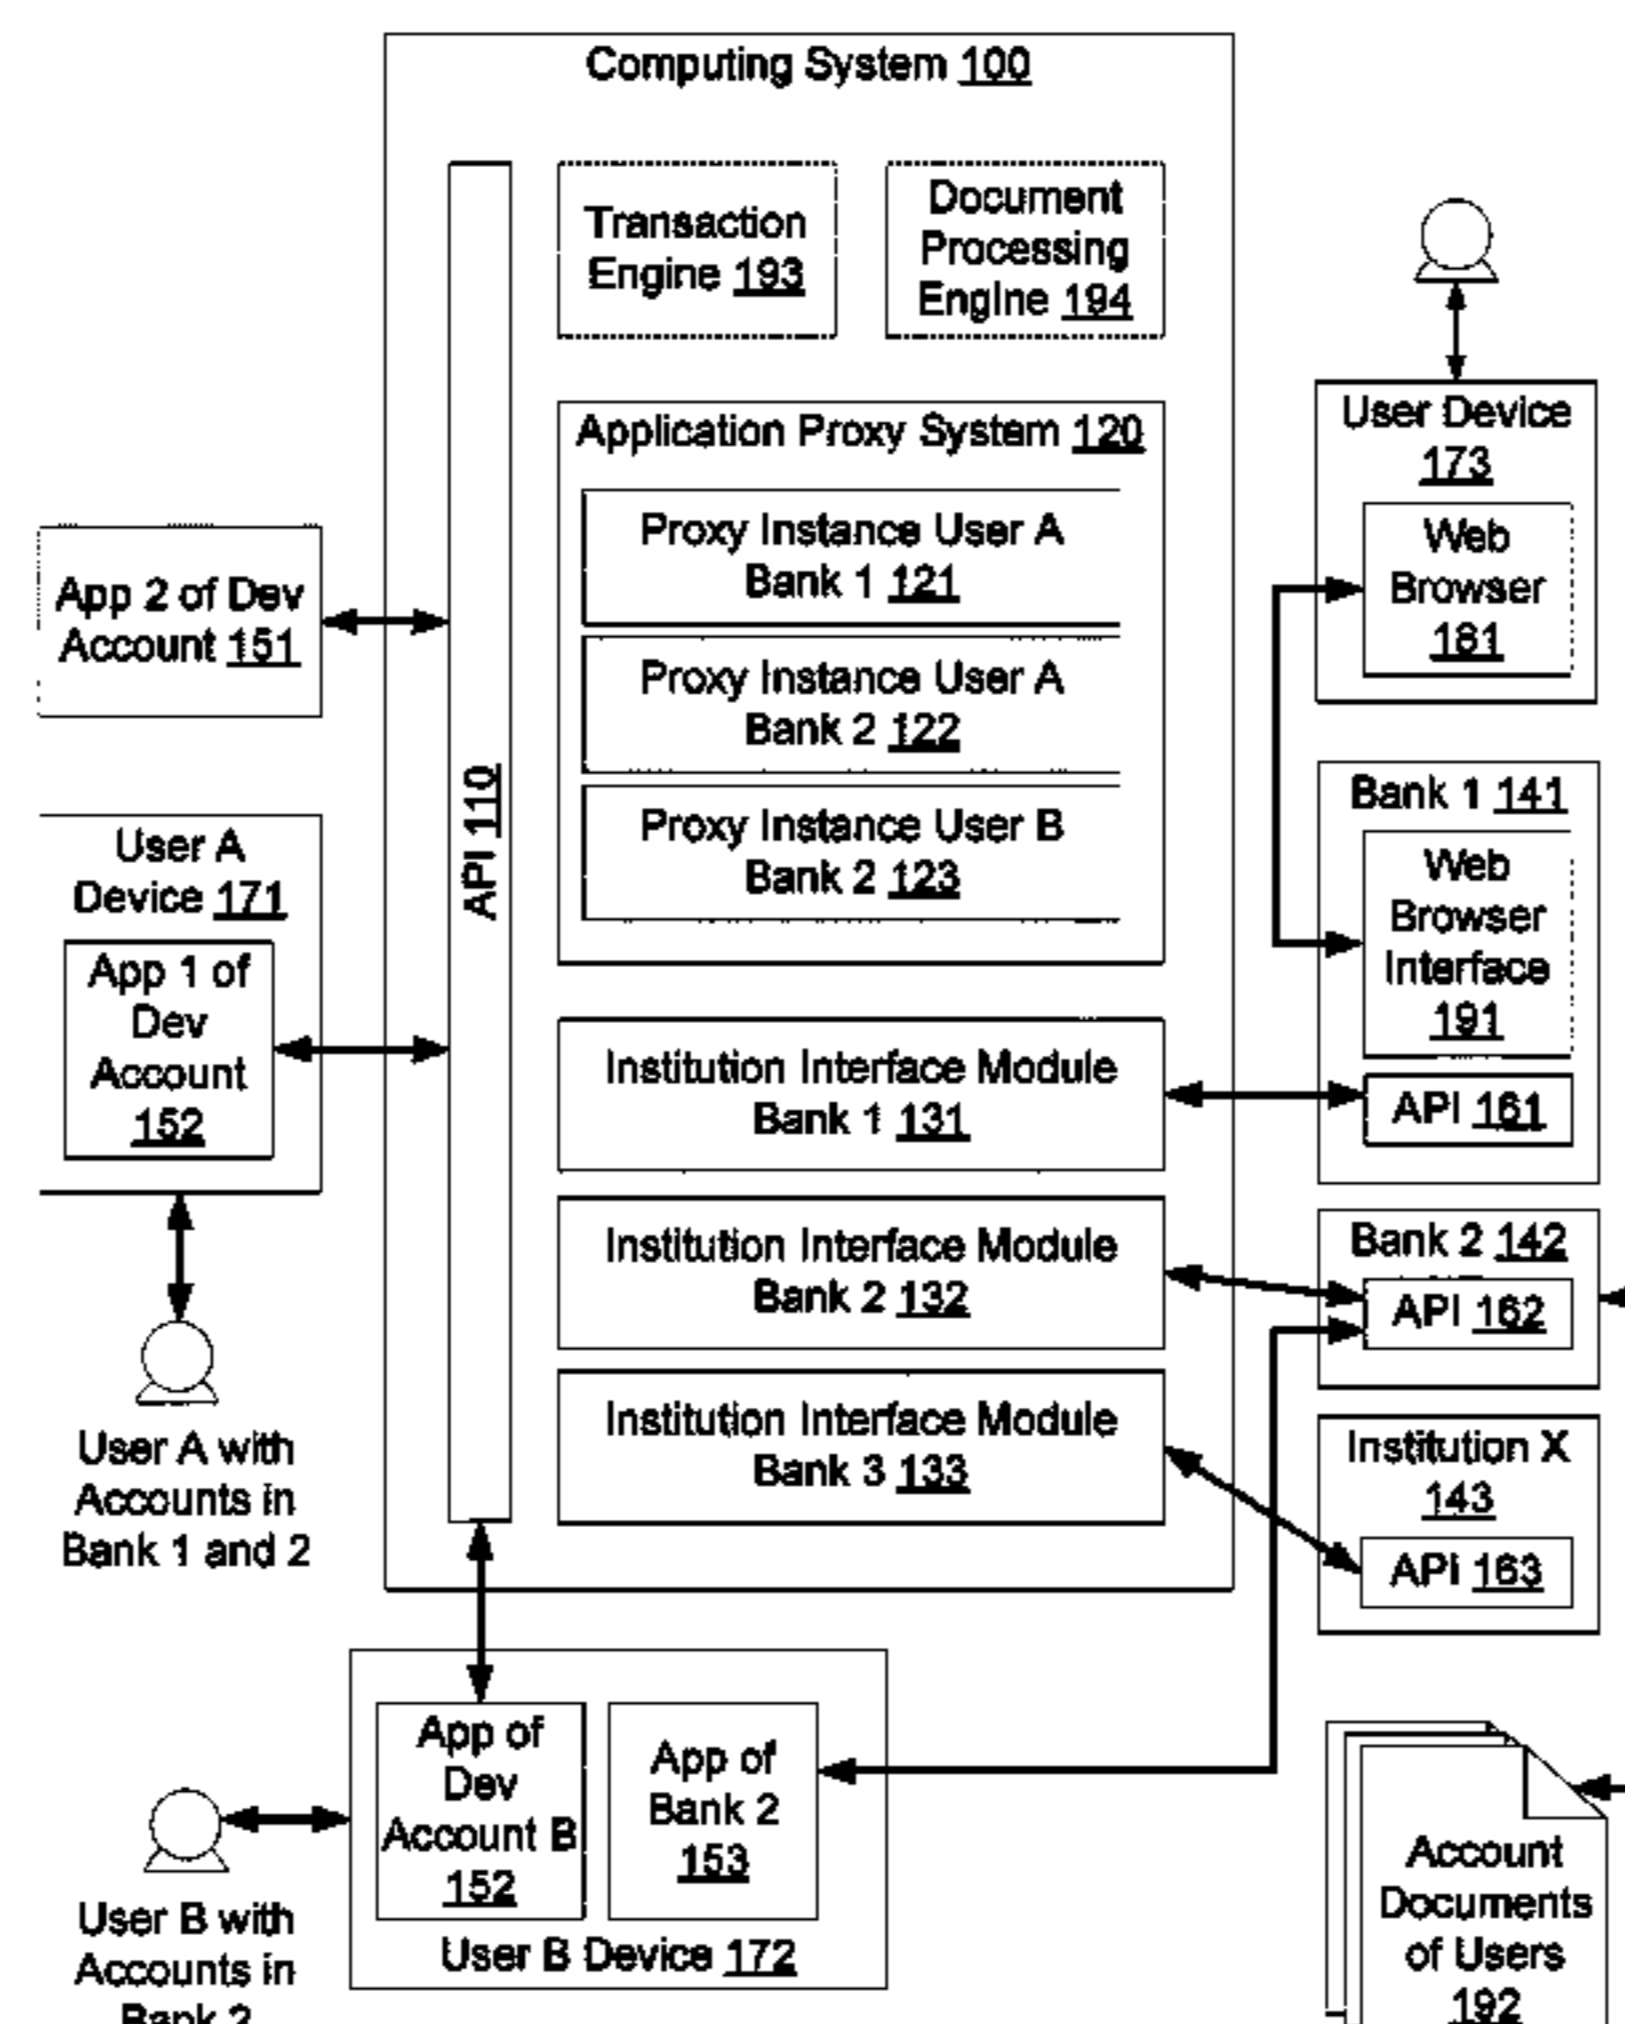 Computing System 100
Transaction
Engine 193
Document
Processing
Engine 194
Application Proxy System 120
Proxy Instance User A
Bank 1 121
Proxy Instance User A
Bank 2 122
Proxy Instance User B
Bank 2 123
API 110
Institution Interface Module
Bank 1 131
Institution Interface Module
Bank 2 132
Institution Interface Module
Bank 3 133
App 2 of Dev
Account 151
User A
Device 171
App 1 of
Dev
Account
152
User A with
Accounts in
Bank 1 and 2
User B with
Accounts in
Bank 2
App of
Dev
Account B
152
App of
Bank 2
153
User B Device 172
User Device
173
Web
Browser
181
Bank 1 141
Web
Browser
Interface
191
API 161
Bank 2 142
API 162
Institution X
143
API 163
Account
Documents
of Users
192